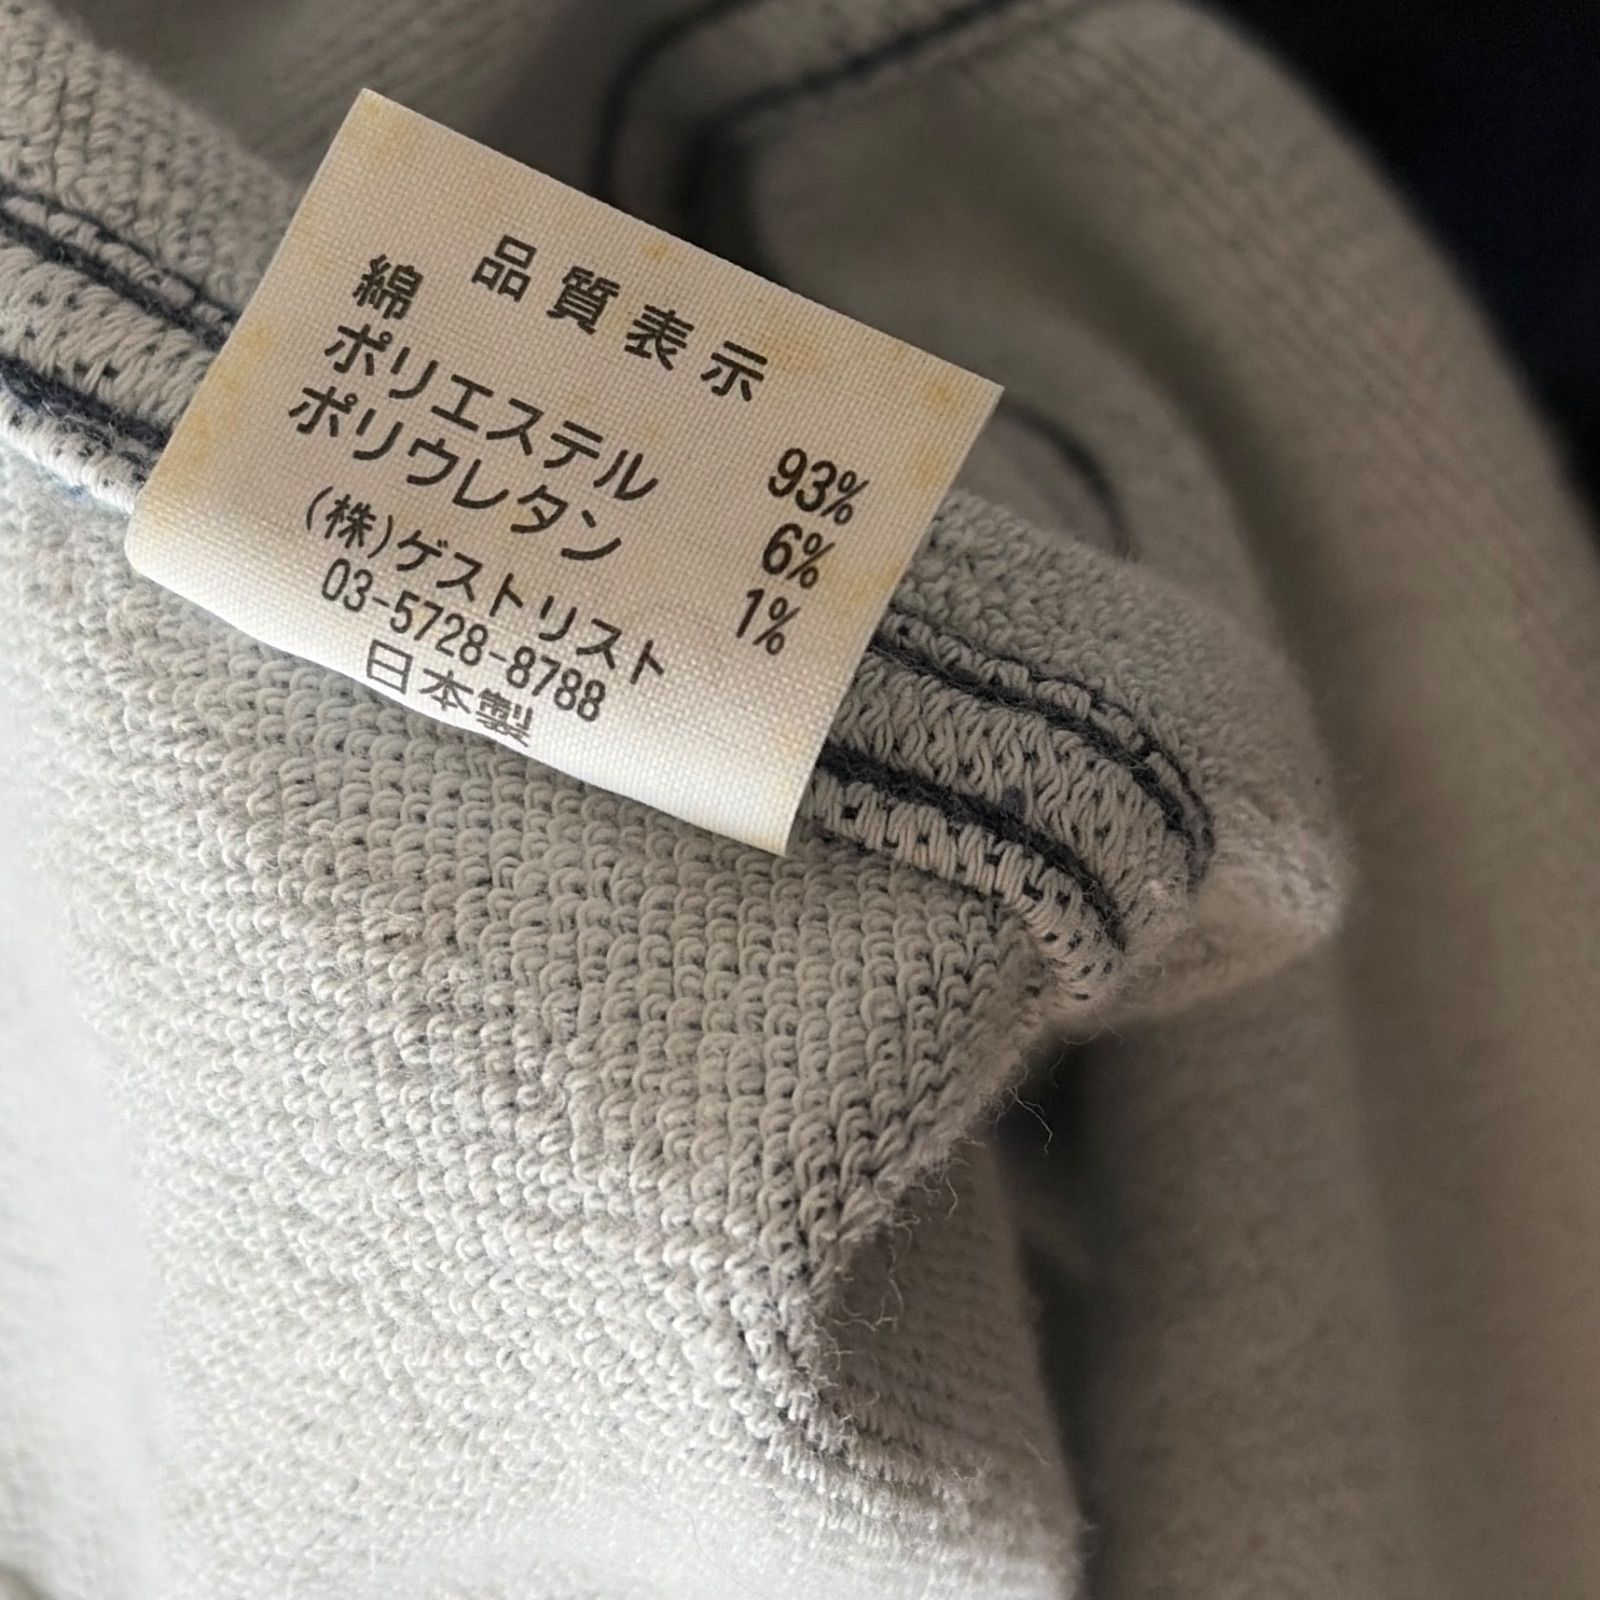 品質表示
綿 93%
ポリエステル 6%
ポリウレタン 1%
(株)ゲストリスト
03-5728-8788
日本製